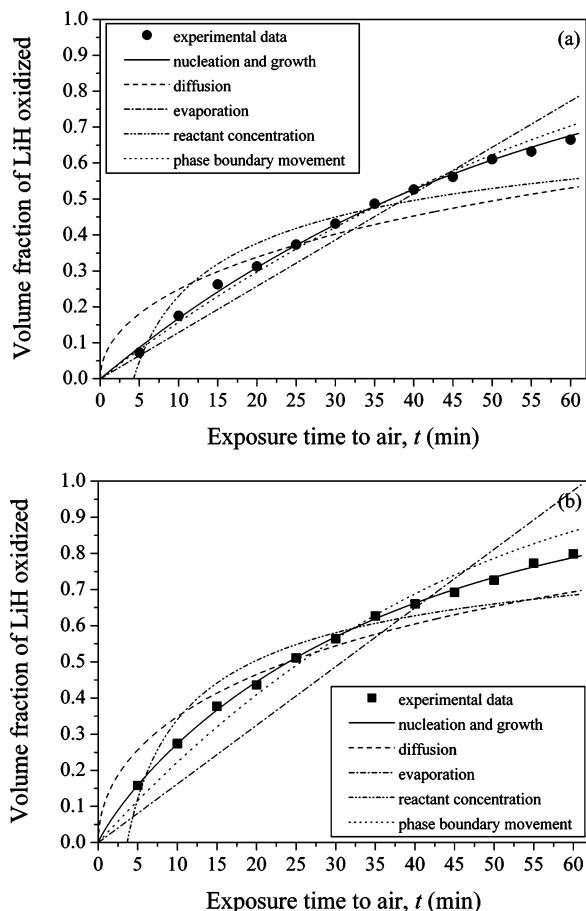 (a)
experimental data
nucleation and growth
diffusion
evaporation
reactant concentration
phase boundary movement
1.0
0.9
0.8
0.7
0.6
0.5
0.4
0.3
0.2
0.1
0.0
Volume fraction of LiH oxidized
0 5 10 15 20 25 30 35 40 45 50 55 60
Exposure time to air, t (min)
(b)
1.0
0.9
0.8
0.7
0.6
0.5
0.4
0.3
0.2
0.1
0.0
Volume fraction of LiH oxidized
experimental data
nucleation and growth
diffusion
evaporation
reactant concentration
phase boundary movement
0 5 10 15 20 25 30 35 40 45 50 55 60
Exposure time to air, t (min)